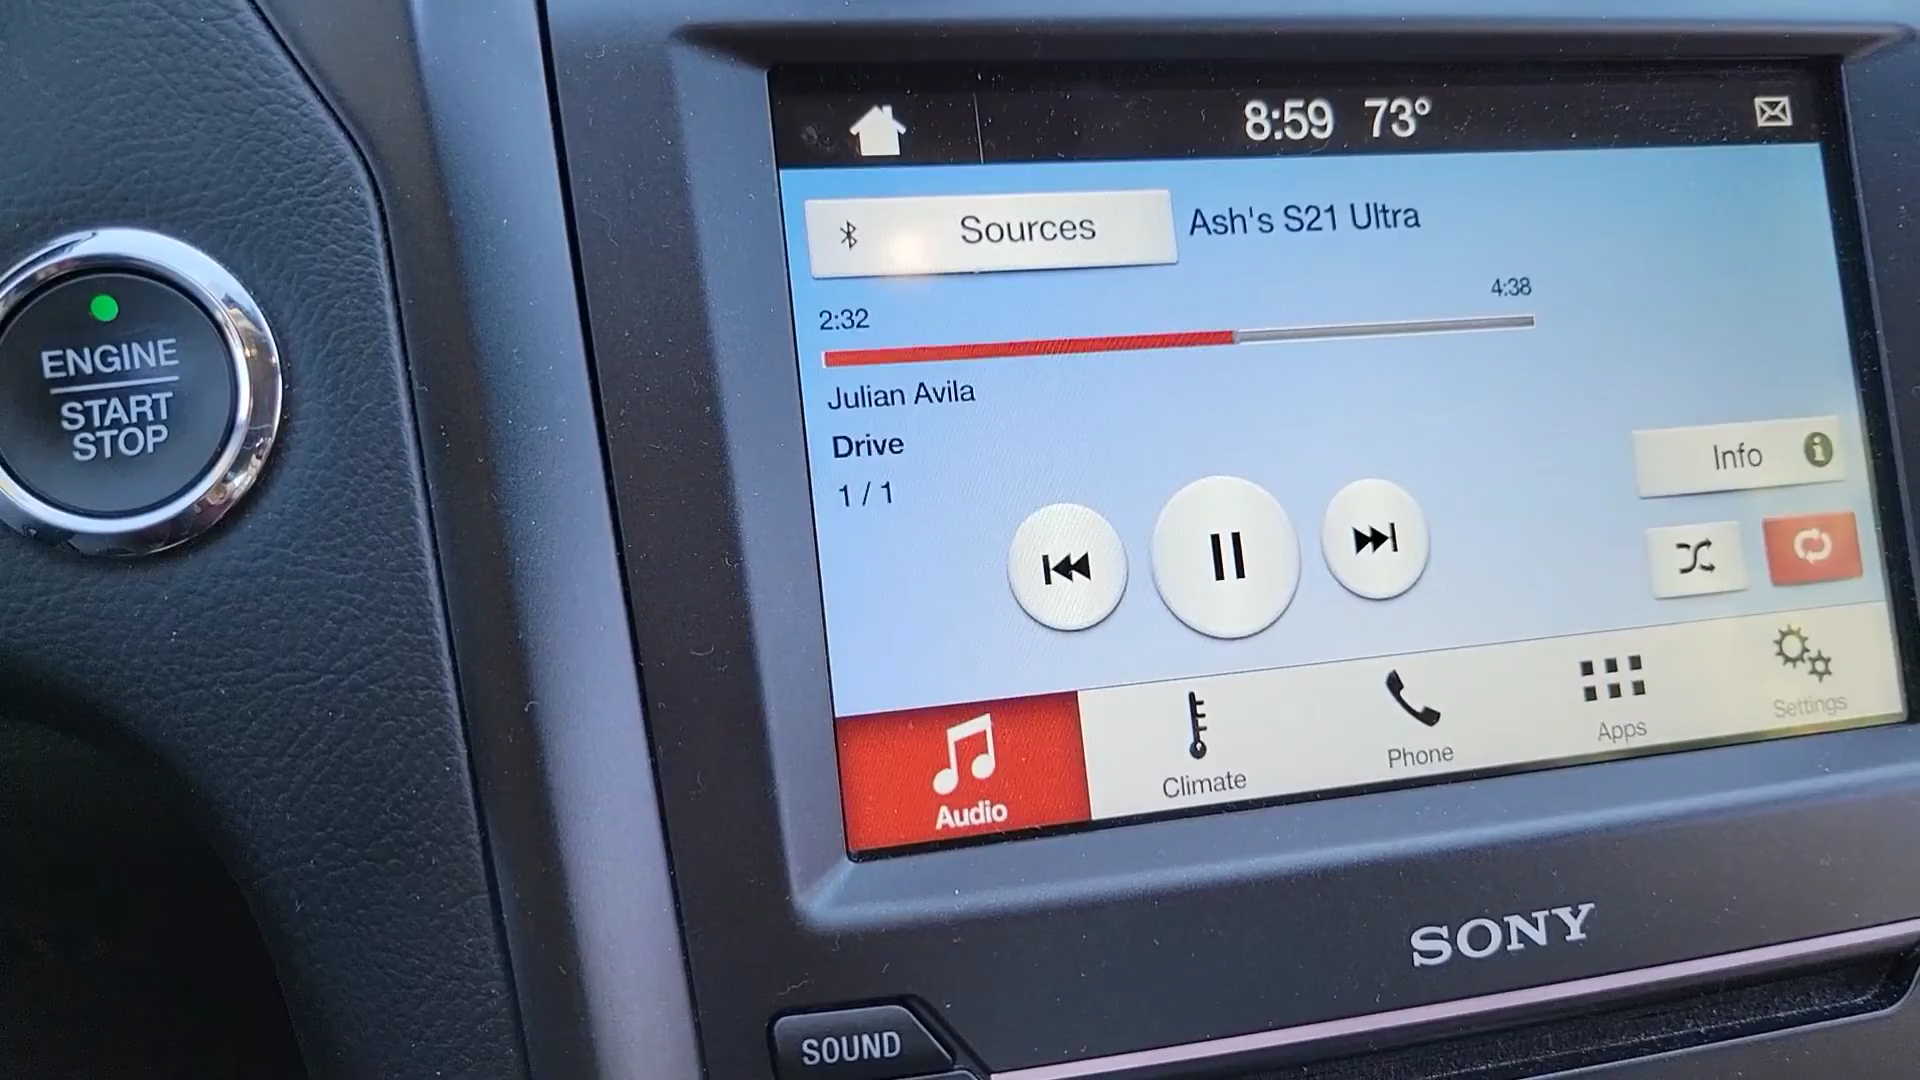 8:59 73°
Sources Ash's S21 Ultra
4:38
2:32
Julian Avila
Drive
1 / 1
Info
Audio
Climate
Phone
Apps
Settings
ENGINE
START
STOP
SONY
SOUND